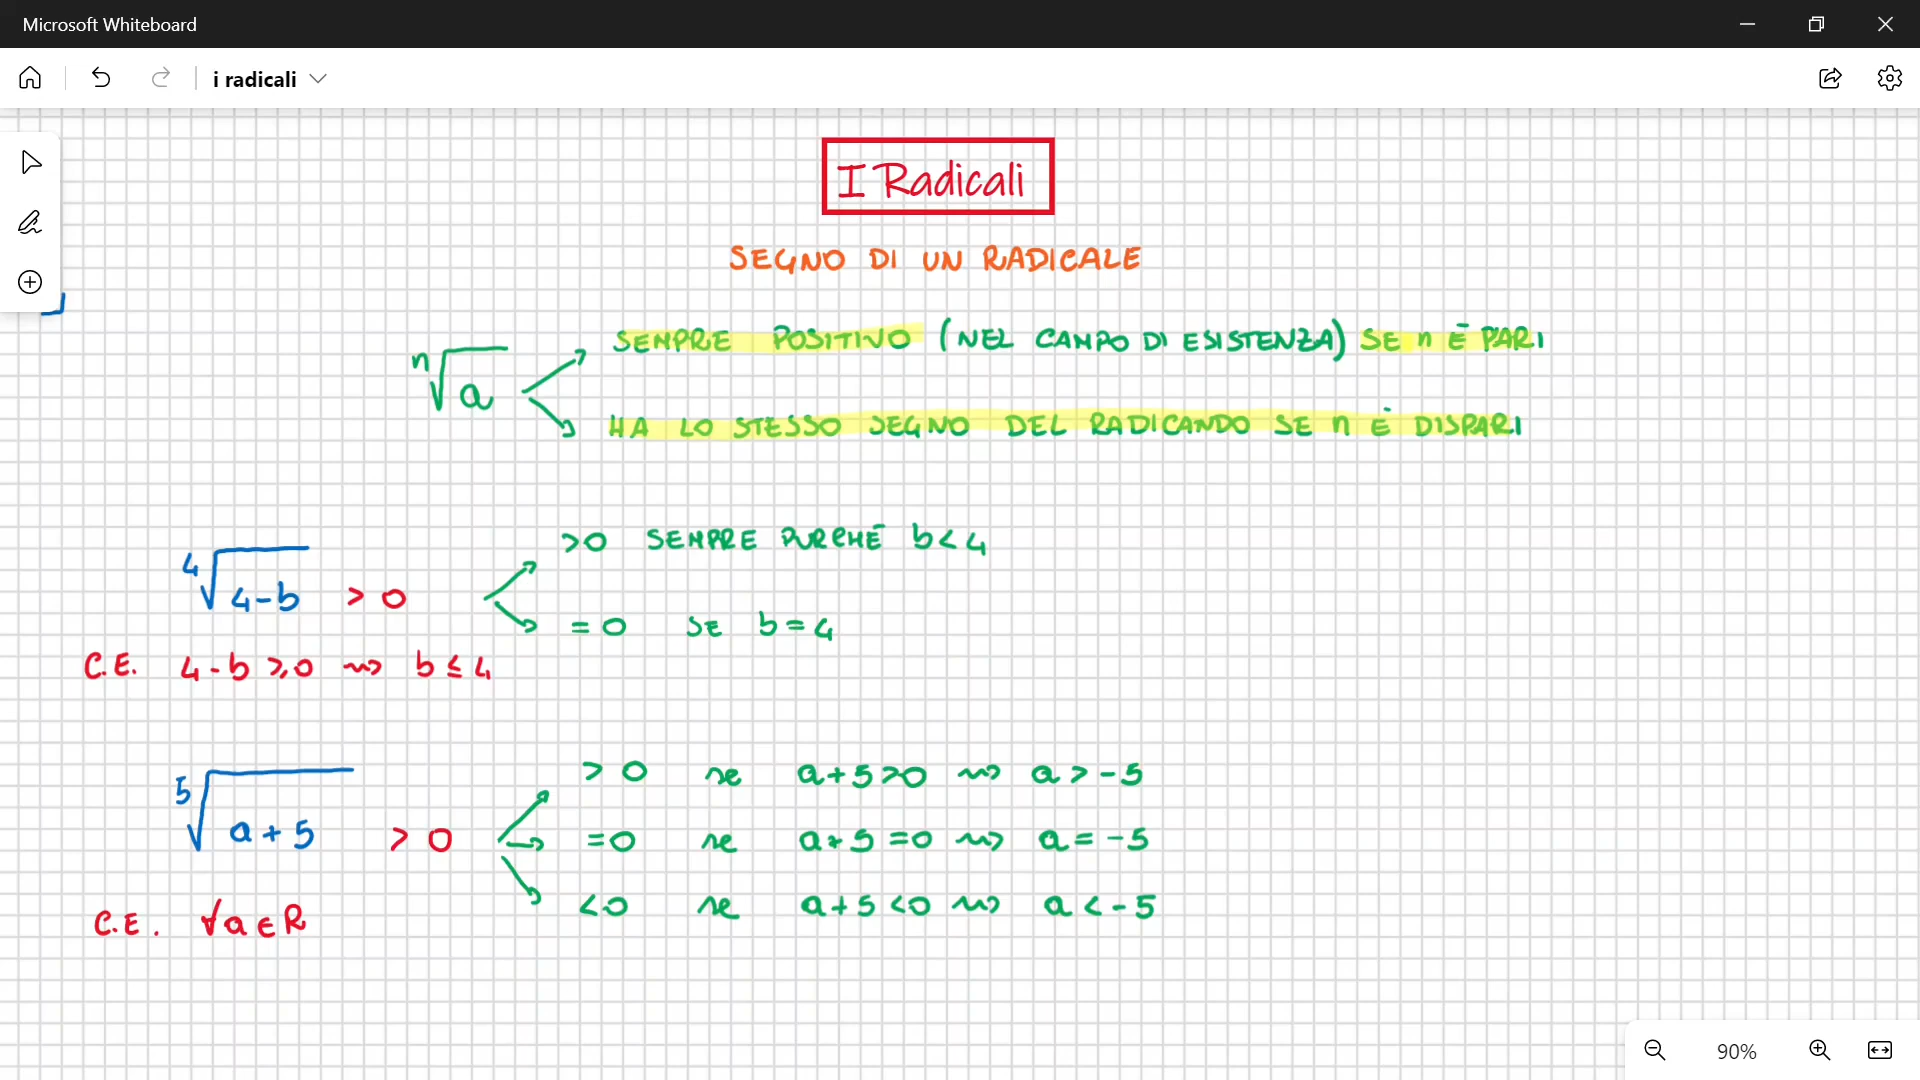 Microsoft Whiteboard
i radicali
I Radicali
SEGNO DI UN RADICALE
ⁿ√a
SEMPRE POSITIVO (NEL CAMPO DI ESISTENZA) SE n È PARI
HA LO STESSO SEGNO DEL RADICANDO SE n È DISPARI
⁴√4-b > 0
>0 SEMPRE PURCHÉ b<4
=0 SE b=4
C.E. 4-b ≥ 0 ⇝ b ≤ 4
⁵√a+5 > 0
>0 se a+5>0 ⇝ a>-5
=0 se a+5=0 ⇝ a=-5
<0 se a+5<0 ⇝ a<-5
C.E. ∀a∈R
90%